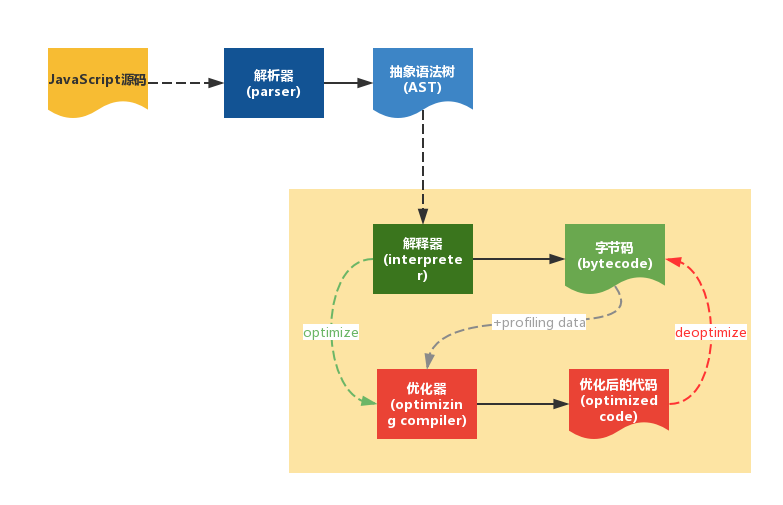 JavaScript源码
解析器
(parser)
抽象语法树
(AST)
解释器
(interprete
r)
字节码
(bytecode)
+profiling data
optimize
deoptimize
优化器
(optimizin
g compiler)
优化后的代码
(optimized
code)